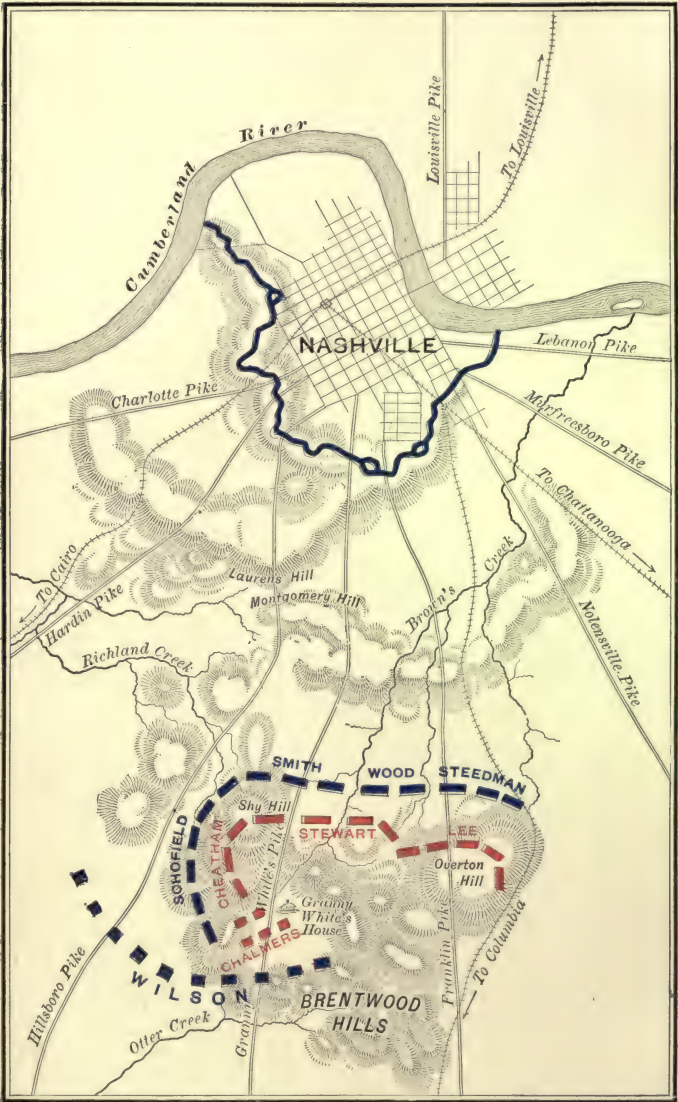 Cumberland River
Louisville Pike
To Louisville
NASHVILLE
Lebanon Pike
Charlotte Pike
Murfreesboro Pike
To Chattanooga
To Cairo
Hardin Pike
Laurens Hill
Montgomery Hill
Brown's Creek
Nolensville Pike
Richland Creek
SMITH
WOOD
STEEDMAN
Shy Hill
STEWART
LEE
SCHOFIELD
CHEATHAM
Overton
Hill
Granny White's Pike
Granny
White's
House
CHALMERS
Franklin Pike
To Columbia
WILSON
Hillsboro Pike
BRENTWOOD
HILLS
Otter Creek